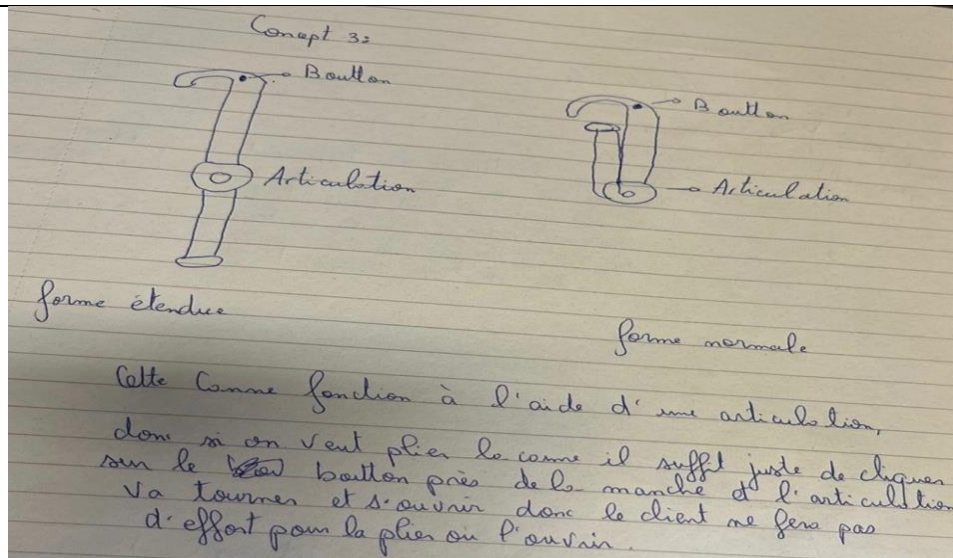 Concept 3:
Boutton
Boutton
Articulation
Articulation
forme étendue
forme normale
Cette Canne fonction à l'aide d'une articulation,
donc si on veut plier la canne il suffit juste de cliquer
sur le boutton près de la manche et l'articulation
va tourner et s'ouvrir donc le client ne fera pas
d'effort pour la plier ou l'ouvrir.